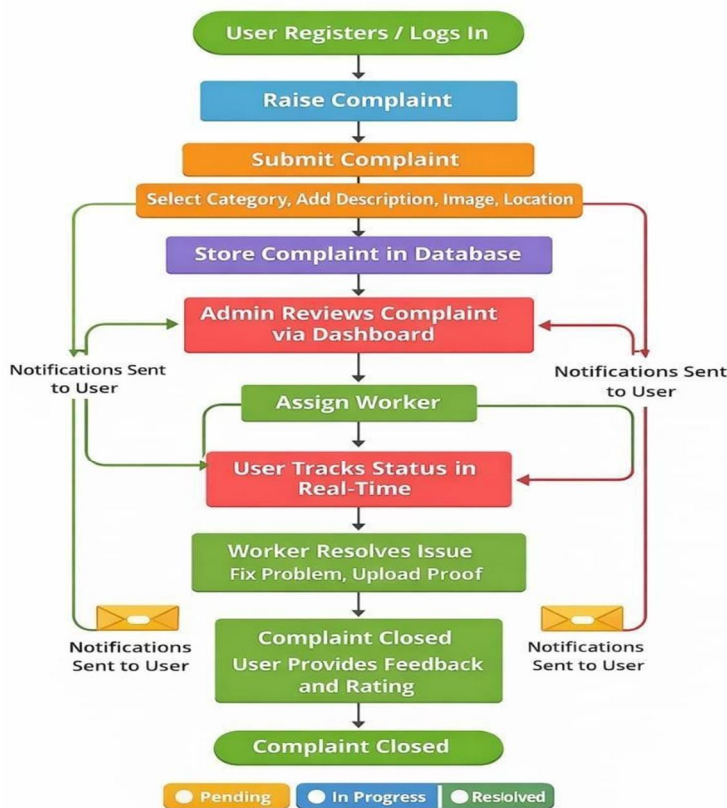 User Registers / Logs In
Raise Complaint
Submit Complaint
Select Category, Add Description, Image, Location
Store Complaint in Database
Admin Reviews Complaint
via Dashboard
Notifications Sent
to User
Notifications Sent
to User
Assign Worker
User Tracks Status in
Real-Time
Worker Resolves Issue
Fix Problem, Upload Proof
Notifications
Sent to User
Notifications
Sent to User
Complaint Closed
User Provides Feedback
and Rating
Complaint Closed
Pending
In Progress
Resloved